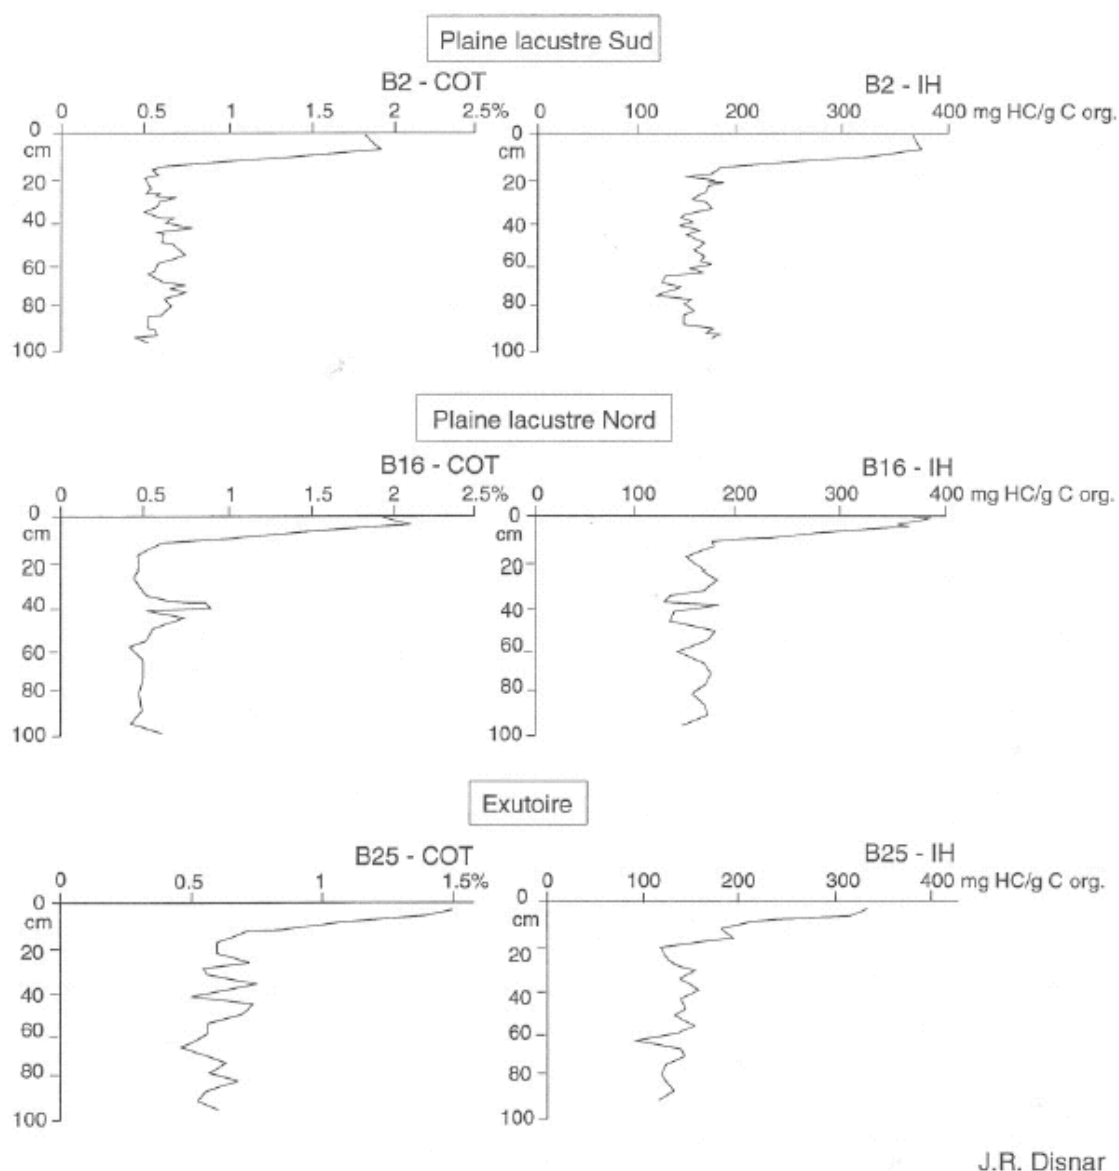 Plaine lacustre Sud
B2 - COT
B2 - IH
0 0.5 1 1.5 2 2.5%
0 100 200 300 400 mg HC/g C org.
0
cm
20
40
60
80
100
0
cm
20
40
60
80
100
Plaine lacustre Nord
B16 - COT
B16 - IH
0 0.5 1 1.5 2 2.5%
0 100 200 300 400 mg HC/g C org.
0
cm
20
40
60
80
100
0
cm
20
40
60
80
100
Exutoire
B25 - COT
B25 - IH
0 0.5 1 1.5%
0 100 200 300 400 mg HC/g C org.
0
cm
20
40
60
80
100
0
cm
20
40
60
80
100
J.R. Disnar